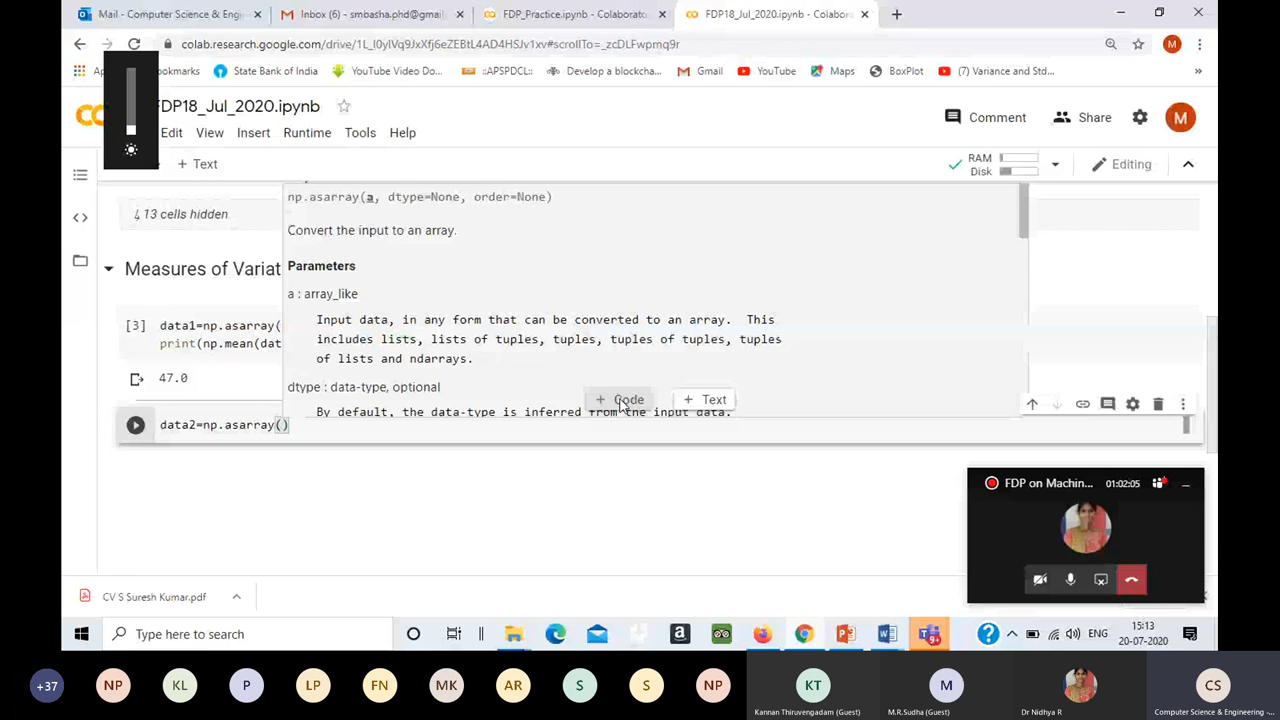 Mail - Computer Science & Engi
Inbox (6) - smbasha.phd@gmail
FDP_Practice.ipynb - Colaborato
FDP18_Jul_2020.ipynb - Colabora
colab.research.google.com/drive/1L_I0ylVq9JxXfj6eZEBtL4AD4HSJv1xv#scrollTo=_zcDLFwpmq9r
M
Ap
okmarks
State Bank of India
YouTube Video Do...
::APSPDCL::
Develop a blockcha...
Gmail
YouTube
Maps
BoxPlot
(7) Variance and Std...
»
FDP18_Jul_2020.ipynb
Edit View Insert Runtime Tools Help
Comment
Share
M
+ Text
RAM
Disk
Editing
13 cells hidden
np.asarray(a, dtype=None, order=None)
Convert the input to an array.
Parameters
a : array_like
Input data, in any form that can be converted to an array. This
includes lists, lists of tuples, tuples, tuples of tuples, tuples
of lists and ndarrays.
dtype : data-type, optional
By default, the data-type is inferred from the input data.
Measures of Variat
[3] data1=np.asarray(
print(np.mean(dat
47.0
+ Code
+ Text
data2=np.asarray()
FDP on Machin...
01:02:05
CV S Suresh Kumar.pdf
Type here to search
9+
ENG
15:13
20-07-2020
+37
NP
KL
P
LP
FN
MK
AR
S
S
NP
KT
Kannan Thiruvengadam (Guest)
M
M.R.Sudha (Guest)
Dr Nidhya R
CS
Computer Science & Engineering -...